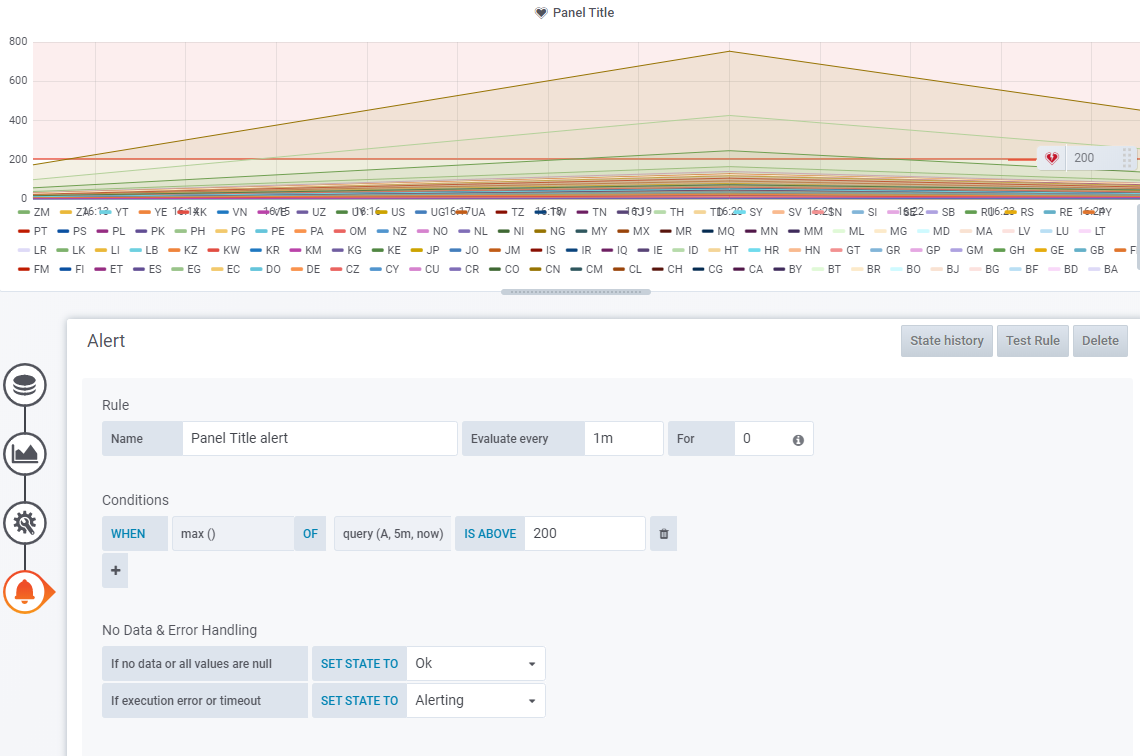 Panel Title
800
600
400
200
200
0
ZM ZA YT YE XK VN VE UZ UY US UG UA TZ TW TN TJ TH TD SY SV SN SI SE SB RU RS RE PY
16:13 16:14 16:15 16:16 16:17 16:18 16:19 16:20 16:21 16:22 16:23 16:24
PT PS PL PK PH PG PE PA OM NZ NO NL NI NG MY MX MR MQ MN MM ML MG MD MA LV LU LT
LR LK LI LB KZ KW KR KM KG KE JP JO JM IS IR IQ IE ID HT HR HN GT GR GP GM GH GE GB
FM FI ET ES EG EC DO DE CZ CY CU CR CO CN CM CL CH CG CA BY BT BR BO BJ BG BF BD BA
Alert
State history Test Rule Delete
Rule
Name Panel Title alert Evaluate every 1m For 0
Conditions
WHEN max () OF query (A, 5m, now) IS ABOVE 200
+
No Data & Error Handling
If no data or all values are null SET STATE TO Ok
If execution error or timeout SET STATE TO Alerting